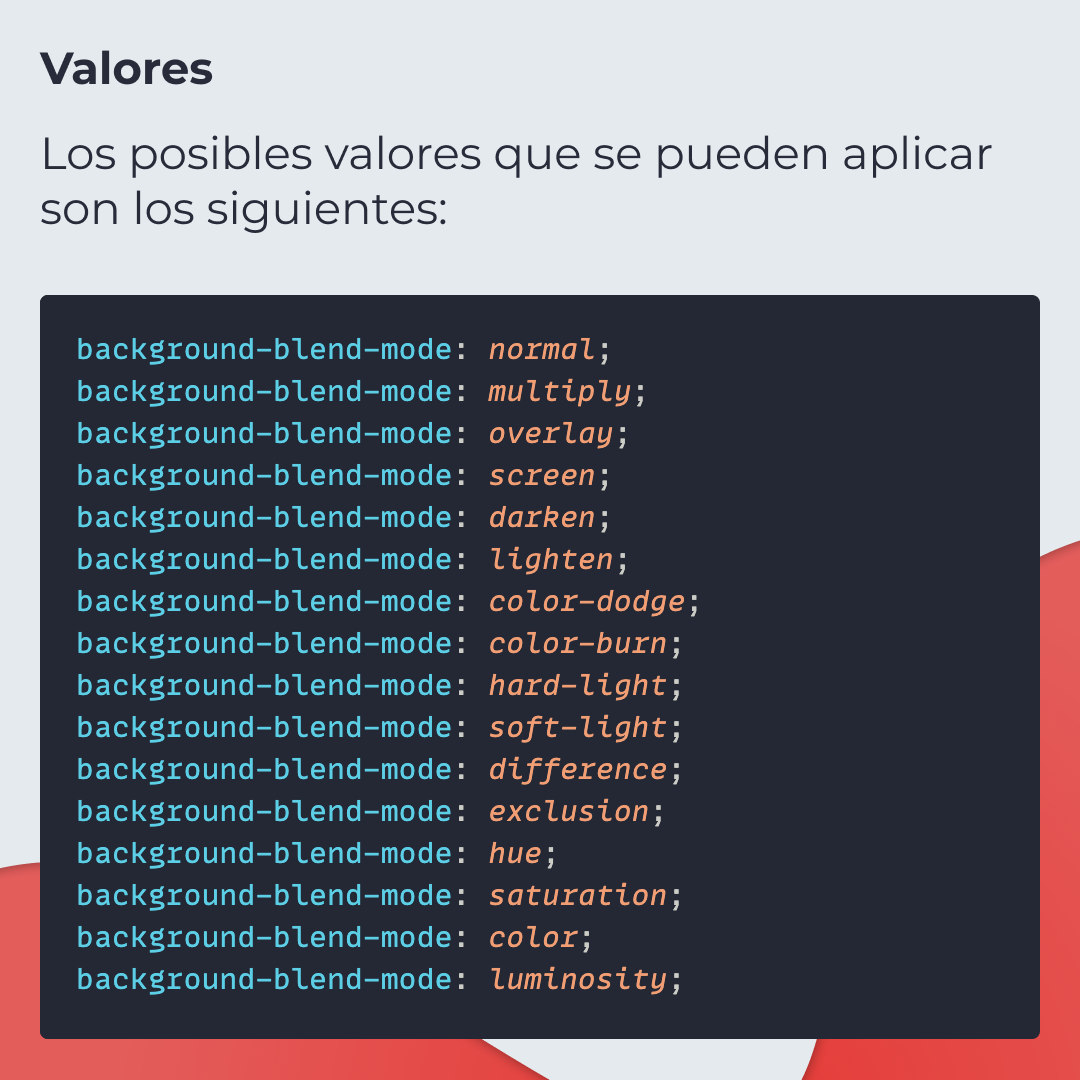 Valores
Los posibles valores que se pueden aplicar
son los siguientes:
background-blend-mode: normal;
background-blend-mode: multiply;
background-blend-mode: overlay;
background-blend-mode: screen;
background-blend-mode: darken;
background-blend-mode: lighten;
background-blend-mode: color-dodge;
background-blend-mode: color-burn;
background-blend-mode: hard-light;
background-blend-mode: soft-light;
background-blend-mode: difference;
background-blend-mode: exclusion;
background-blend-mode: hue;
background-blend-mode: saturation;
background-blend-mode: color;
background-blend-mode: luminosity;